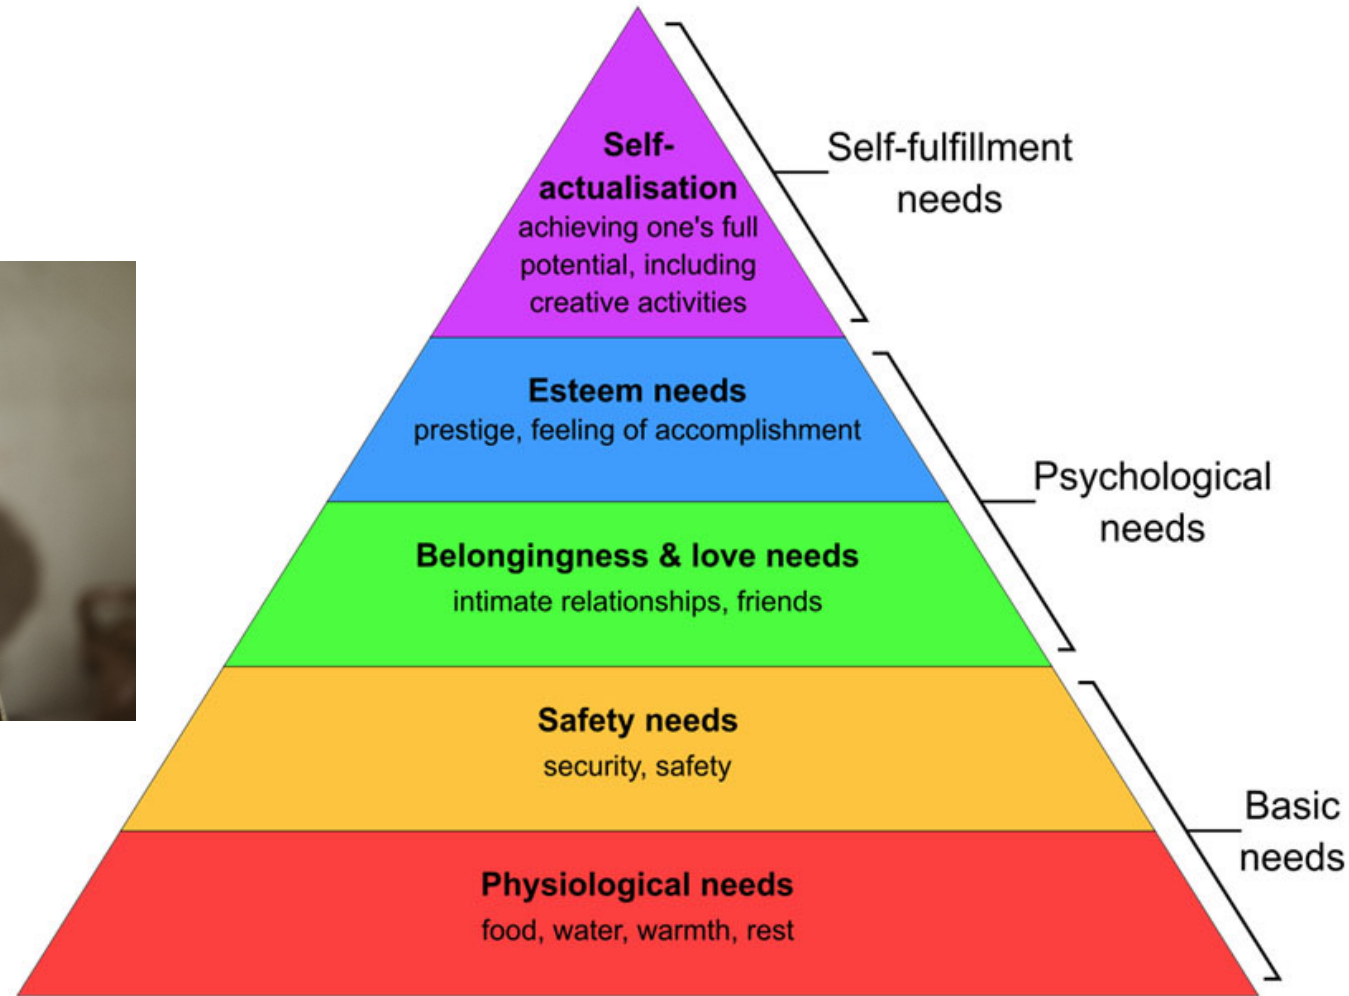 Self-
actualisation
achieving one's full
potential, including
creative activities
Self-fulfillment
needs
Esteem needs
prestige, feeling of accomplishment
Psychological
needs
Belongingness & love needs
intimate relationships, friends
Safety needs
security, safety
Basic
needs
Physiological needs
food, water, warmth, rest